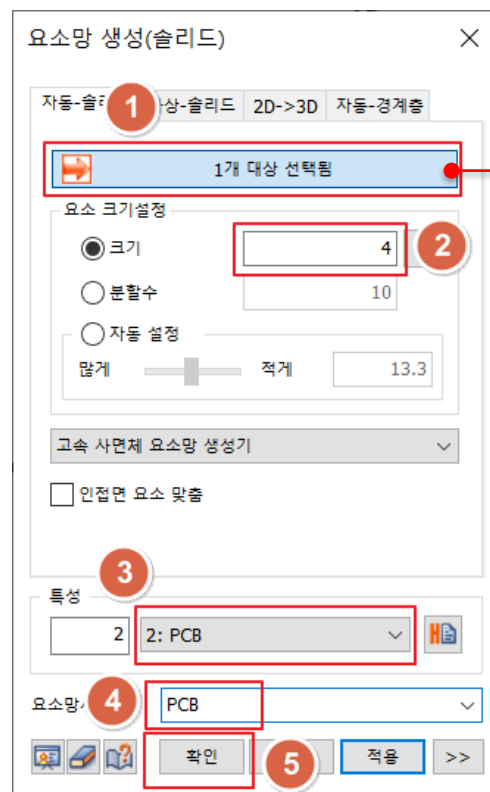 요소망 생성(솔리드)
자동-솔리 1 상-솔리드 2D->3D 자동-경계층
1개 대상 선택됨
요소 크기설정
크기 4 2
분할수 10
자동 설정
많게 적게 13.3
고속 사면체 요소망 생성기
인접면 요소 맞춤
3
특성
2 2: PCB
요소망 4 PCB
확인 5 적용 >>